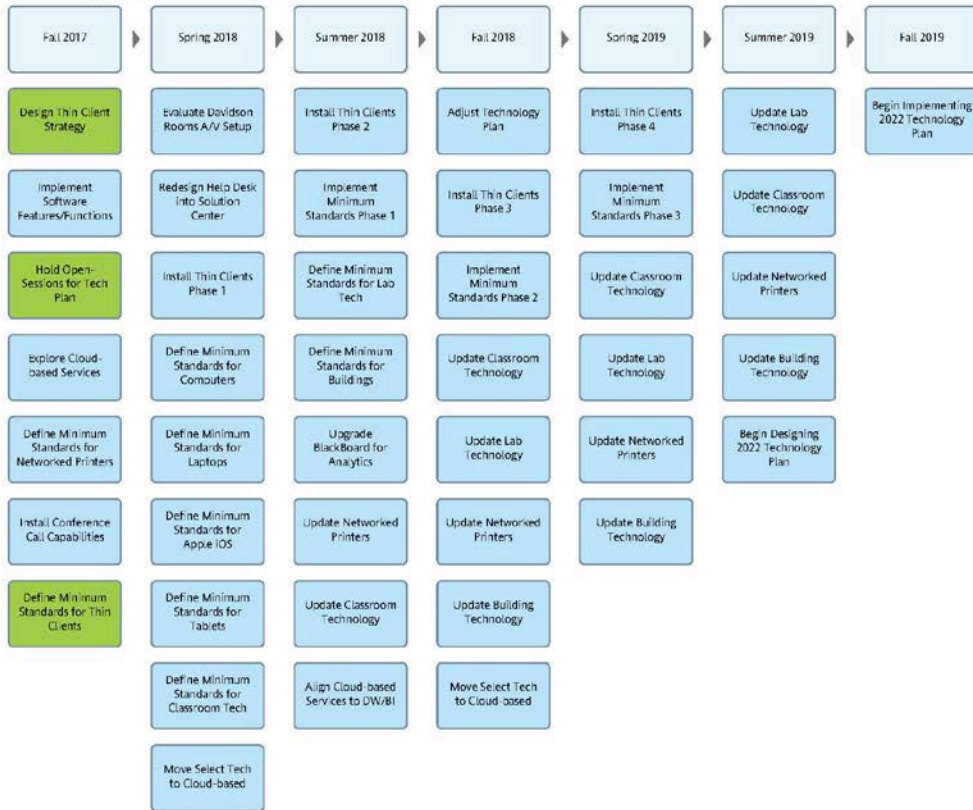 Fall 2017
Spring 2018
Summer 2018
Fall 2018
Spring 2019
Summer 2019
Fall 2019
Design Thin Client
Strategy
Implement
Software
Features/Functions
Hold Open-
Sessions for Tech
Plan
Explore Cloud-
based Services
Define Minimum
Standards for
Networked Printers
Install Conference
Call Capabilities
Define Minimum
Standards for Thin
Clients
Evaluate Davidson
Rooms A/V Setup
Redesign Help Desk
into Solution
Center
Install Thin Clients
Phase 1
Define Minimum
Standards for
Computers
Define Minimum
Standards for
Laptops
Define Minimum
Standards for
Apple iOS
Define Minimum
Standards for
Tablets
Define Minimum
Standards for
Classroom Tech
Move Select Tech
to Cloud-based
Install Thin Clients
Phase 2
Implement
Minimum
Standards Phase 1
Define Minimum
Standards for Lab
Tech
Define Minimum
Standards for
Buildings
Upgrade
BlackBoard for
Analytics
Update Networked
Printers
Update Classroom
Technology
Align Cloud-based
Services to DW/BI
Adjust Technology
Plan
Install Thin Clients
Phase 3
Implement
Minimum
Standards Phase 2
Update Classroom
Technology
Update Lab
Technology
Update Networked
Printers
Update Building
Technology
Move Select Tech
to Cloud-based
Install Thin Clients
Phase 4
Implement
Minimum
Standards Phase 3
Update Classroom
Technology
Update Lab
Technology
Update Networked
Printers
Update Building
Technology
Update Lab
Technology
Update Classroom
Technology
Update Networked
Printers
Update Building
Technology
Begin Designing
2022 Technology
Plan
Begin Implementing
2022 Technology
Plan